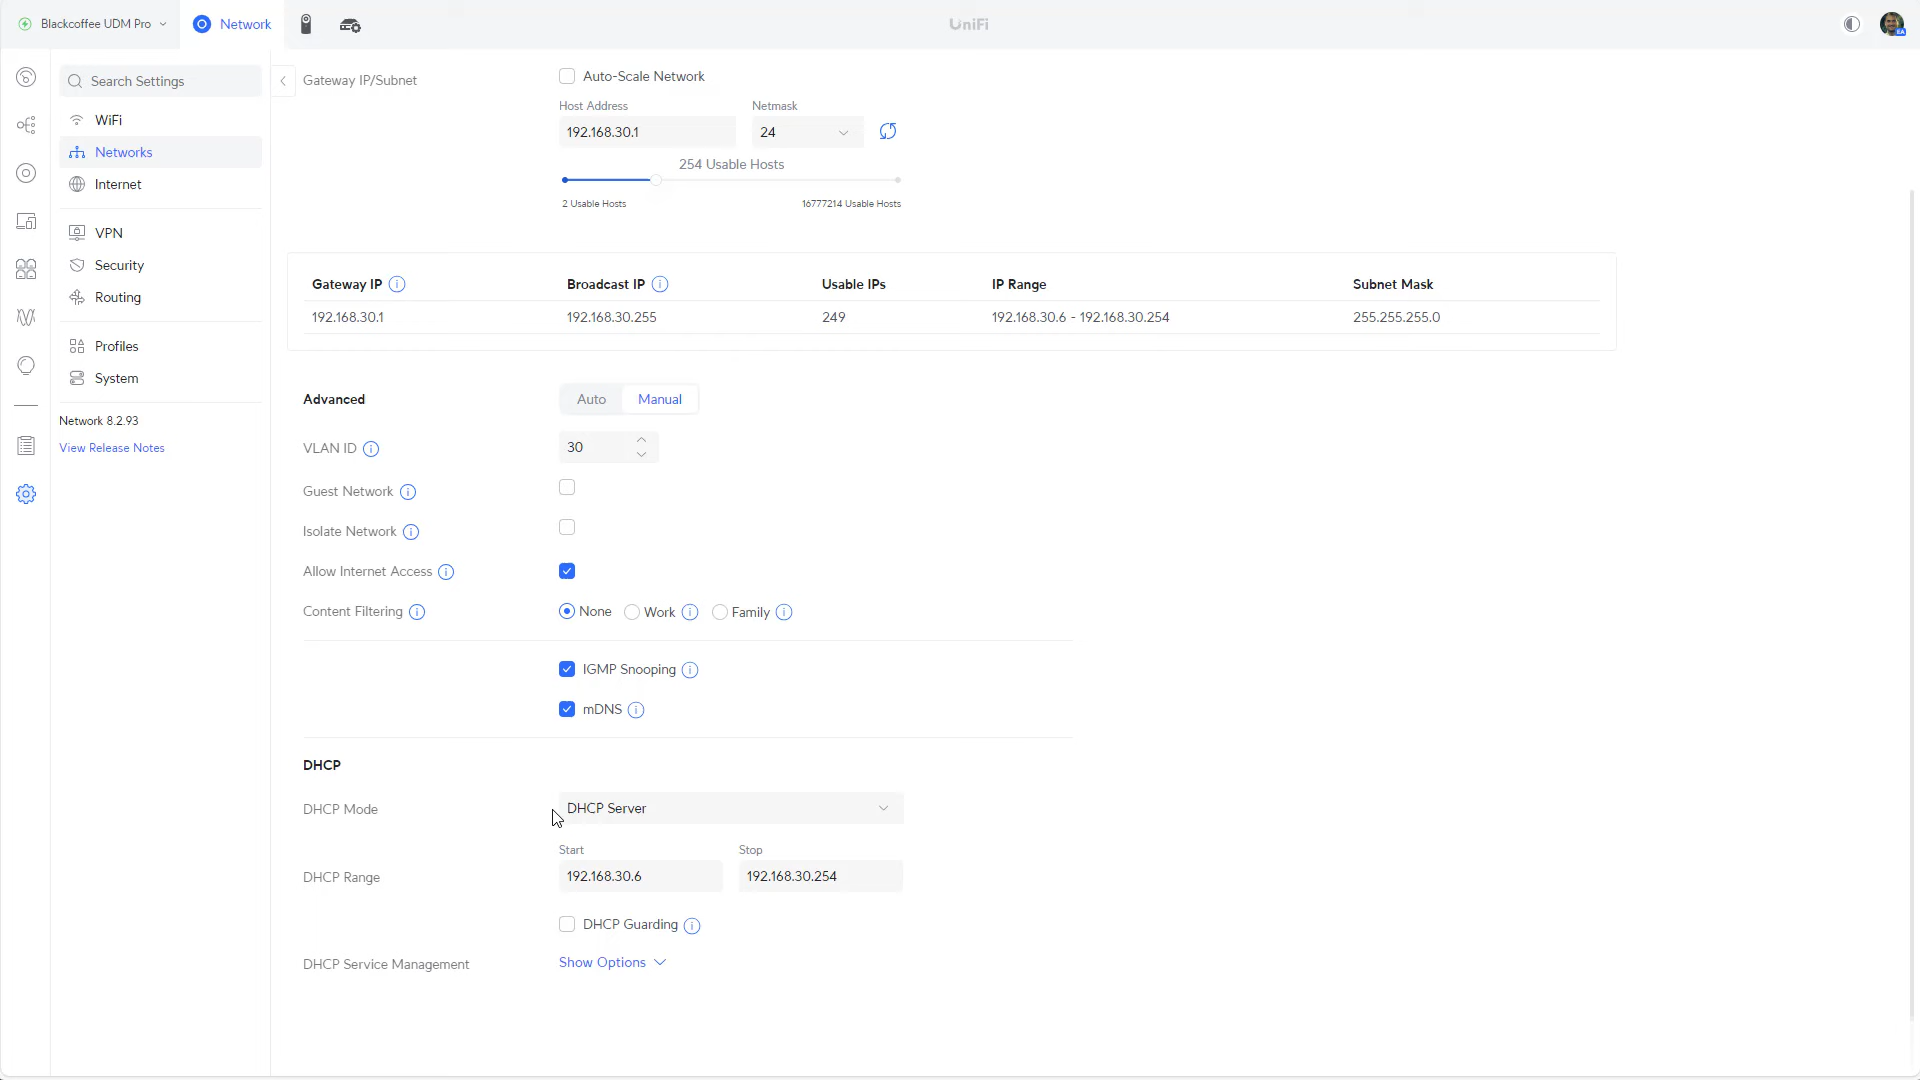 Blackcoffee UDM Pro
Network
UniFi
Search Settings
WiFi
Networks
Internet
VPN
Security
Routing
Profiles
System
Network 8.2.93
View Release Notes
Gateway IP/Subnet
Auto-Scale Network
Host Address
Netmask
192.168.30.1
24
254 Usable Hosts
2 Usable Hosts
16777214 Usable Hosts
Gateway IP Broadcast IP Usable IPs IP Range Subnet Mask
192.168.30.1 192.168.30.255 249 192.168.30.6 - 192.168.30.254 255.255.255.0
Advanced
Auto
Manual
VLAN ID
30
Guest Network
Isolate Network
Allow Internet Access
Content Filtering
None
Work
Family
IGMP Snooping
mDNS
DHCP
DHCP Mode
DHCP Server
Start
Stop
DHCP Range
192.168.30.6
192.168.30.254
DHCP Guarding
DHCP Service Management
Show Options